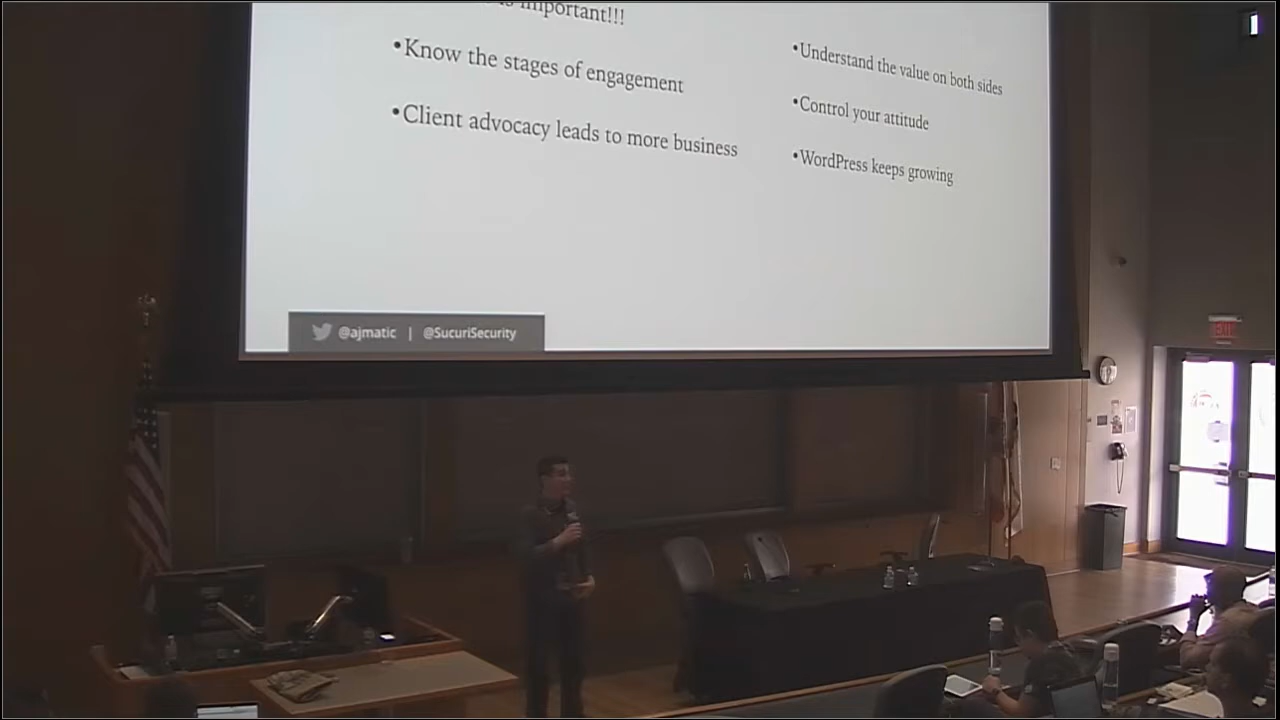 is important!!!
•Know the stages of engagement
•Client advocacy leads to more business
•Understand the value on both sides
•Control your attitude
•WordPress keeps growing
@ajmatic | @SucuriSecurity
EXIT